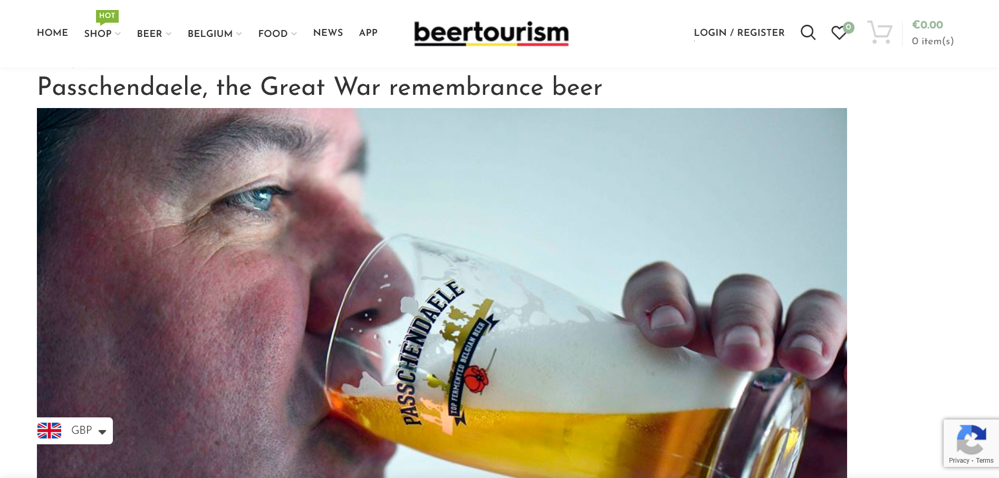 HOT
HOME
SHOP
BEER
BELGIUM
FOOD
NEWS
APP
beertourism
LOGIN / REGISTER
0
€0.00
0 item(s)
Passchendaele, the Great War remembrance beer
PASSCHENDAELE
TOP FERMENTED BELGIAN BEER
GBP
Privacy - Terms